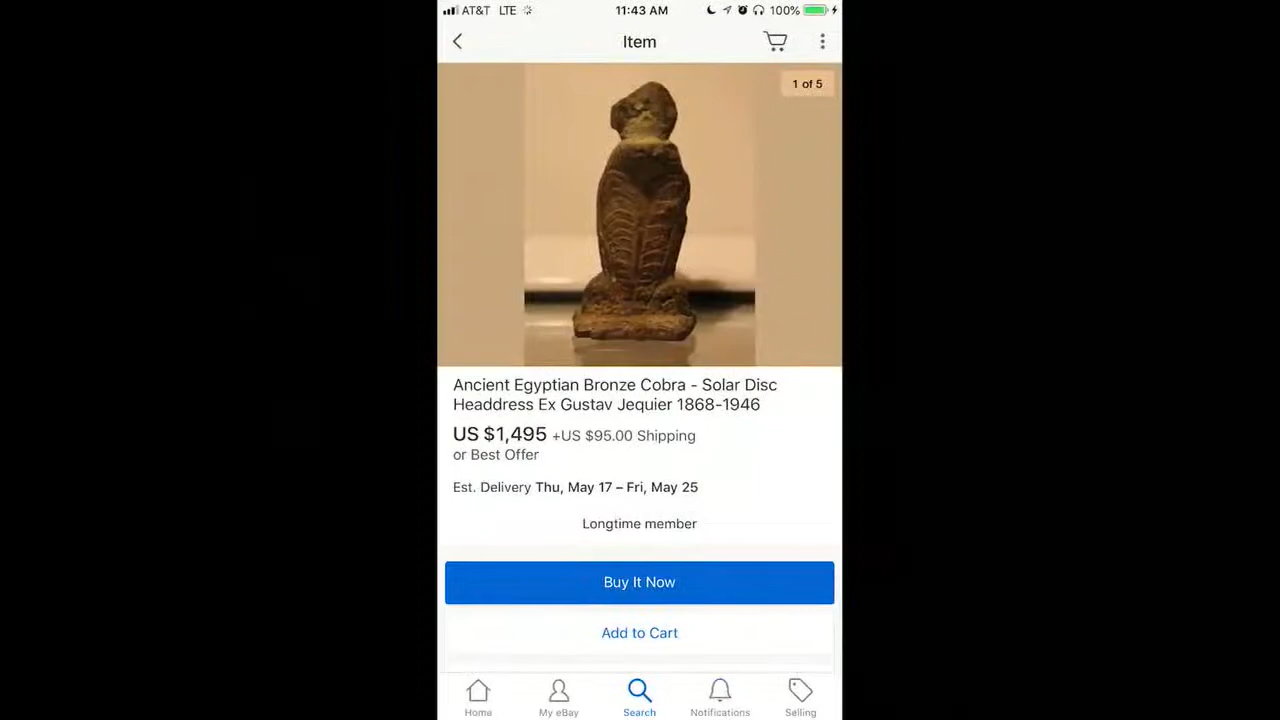 AT&T LTE 11:43 AM 100%
Item
1 of 5
Ancient Egyptian Bronze Cobra - Solar Disc
Headdress Ex Gustav Jequier 1868-1946
US $1,495 +US $95.00 Shipping
or Best Offer
Est. Delivery Thu, May 17 – Fri, May 25
Longtime member
Buy It Now
Add to Cart
Home My eBay Search Notifications Selling